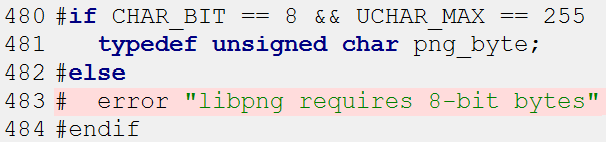 480 #if CHAR_BIT == 8 && UCHAR_MAX == 255
481    typedef unsigned char png_byte;
482 #else
483 #  error "libpng requires 8-bit bytes"
484 #endif